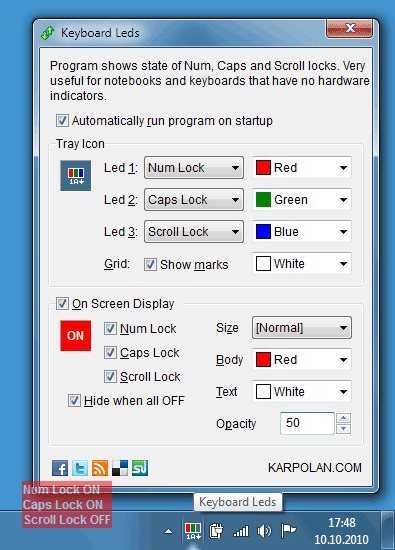 Keyboard Leds
Program shows state of Num, Caps and Scroll locks. Very
useful for notebooks and keyboards that have no hardware
indicators.
Automatically run program on startup
Tray Icon
1A
Led 1: Num Lock Red
Led 2: Caps Lock Green
Led 3: Scroll Lock Blue
Grid: Show marks White
On Screen Display
ON
Num Lock
Caps Lock
Scroll Lock
Hide when all OFF
Size [Normal]
Body Red
Text White
Opacity 50
KARPOLAN.COM
Num Lock ON
Caps Lock ON
Scroll Lock OFF
Keyboard Leds
1A
17:48
10.10.2010